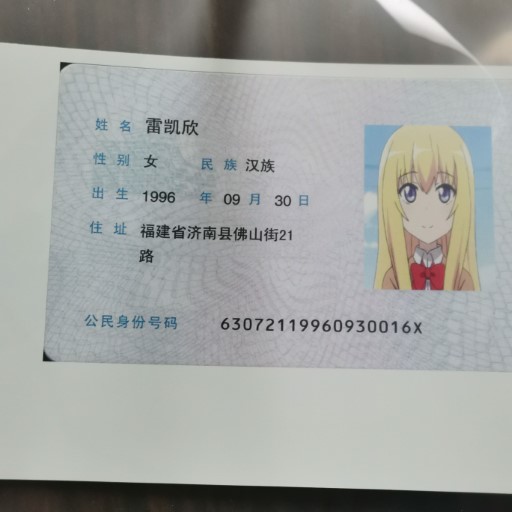 姓名 雷凯欣
性别 女 民族 汉族
出生 1996 年 09 月 30 日
住址 福建省济南县佛山街21
路
公民身份号码 63072119960930016X